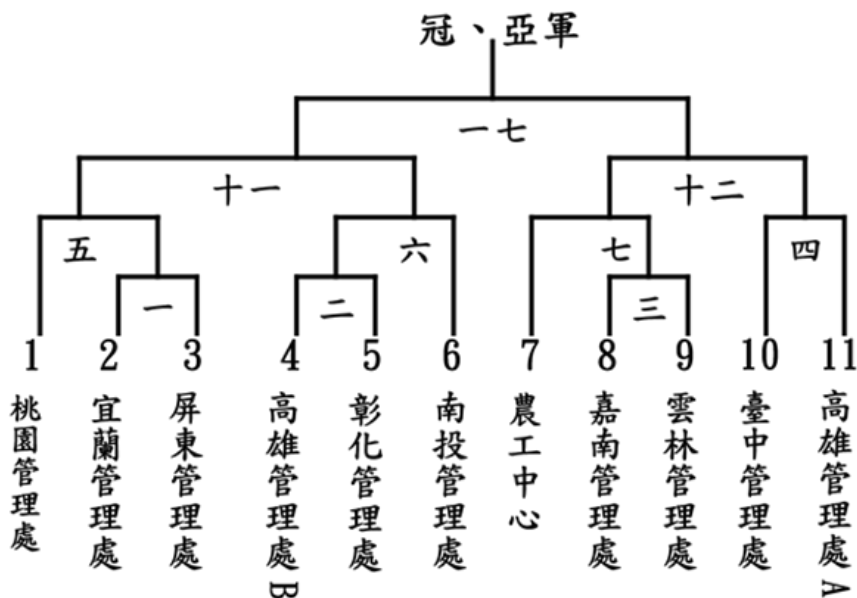 冠、亞軍
一七
十一
十二
五
六
七
四
一
二
三
1
2
3
4
5
6
7
8
9
10
11
桃園管理處
宜蘭管理處
屏東管理處
高雄管理處B
彰化管理處
南投管理處
農工中心
嘉南管理處
雲林管理處
臺中管理處
高雄管理處A